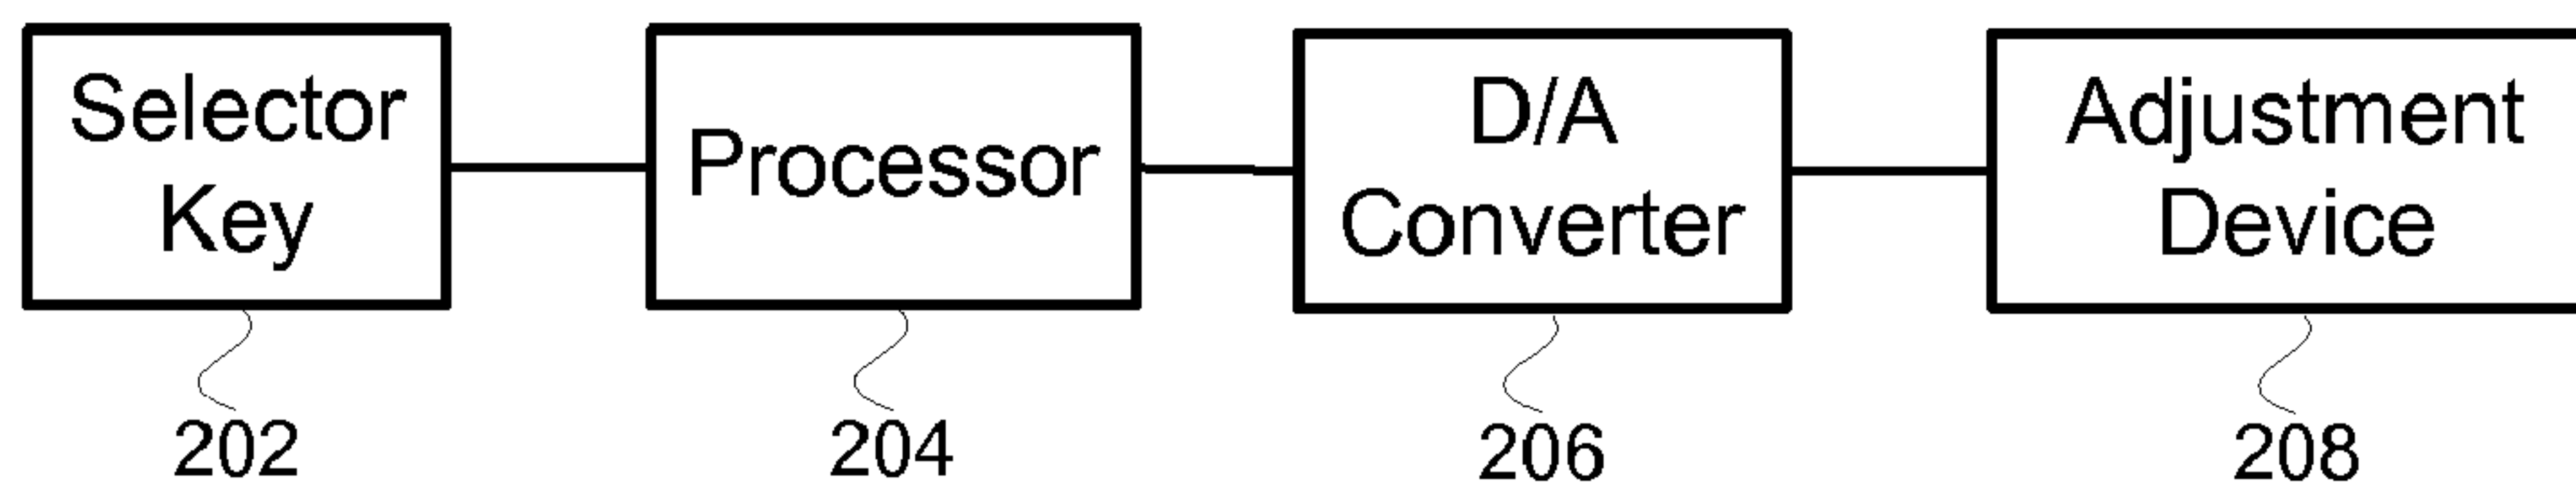 Selector
Key
Processor
D/A
Converter
Adjustment
Device
202
204
206
208